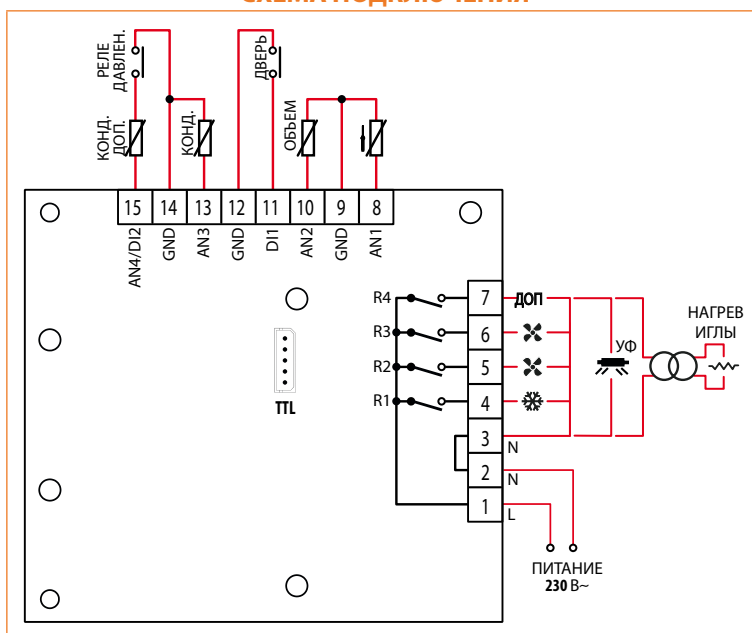 РЕЛЕ
ДАВЛЕН.
КОНД.
ДОП.
КОНД.
ДВЕРЬ
ОБЪЕМ
15
14
13
12
11
10
9
8
AN4/DI2
GND
AN3
GND
DI1
AN2
GND
AN1
R4
7
ДОП
R3
6
R2
5
R1
4
3
N
2
N
1
L
УФ
НАГРЕВ
ИГЛЫ
TTL
ПИТАНИЕ
230 В~